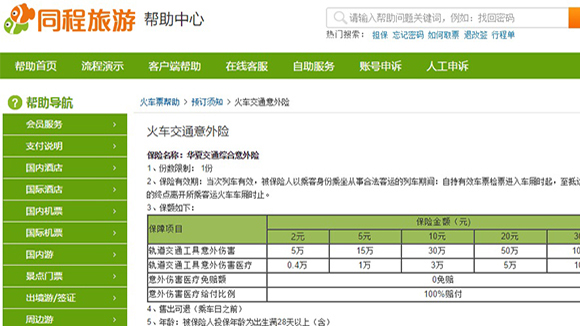 同程旅游 帮助中心
请输入帮助问题关键词，例如：找回密码
热门搜索： 担保 忘记密码 如何取票 退改签 行程单
帮助首页 流程演示 客户端帮助 在线客服 自助服务 账号申诉 人工申诉
帮助导航
会员服务
支付说明
国内酒店
国际酒店
国内机票
国际机票
国内游
景点门票
出境游/签证
周边游
火车票帮助 > 预订须知 > 火车交通意外险
火车交通意外险
保险名称：华夏交通综合意外险
1、份数限制： 1份
2、保险有效期：当次列车有效，被保险人以乘客身份乘坐从事合法客运的列车期间：自持有效车票检票进入车厢时起，至抵达
的终点离开所乘客运火车车厢时止。
3、保额如下：
保障项目 保险金额（元）
2元 5元 10元 20元 30
轨道交通工具意外伤害 5万 15万 30万 50万 10
轨道交通工具意外伤害医疗 0.4万 1万 3万 5万 10
意外伤害医疗免赔额 0免赔
意外伤害医疗给付比例 100%赔付
4、售出可退（乘车日之前）
5、年龄：被保险人投保年龄为出生满28天以上（含）